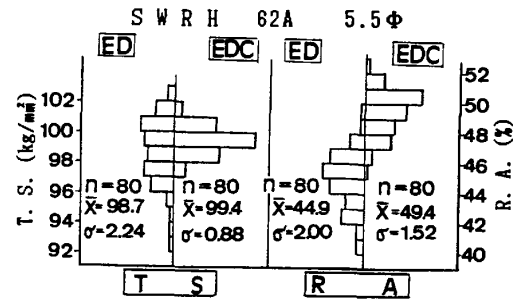 S W R H 62A 5.5Φ
ED EDC ED EDC
T. S. (kg/mm²)
102
100
98
96
94
92
n=80
x̄=98.7
σ=2.24
n=80
x̄=99.4
σ=0.88
n=80
x̄=44.9
σ=2.00
n=80
x̄=49.4
σ=1.52
52
50
48
46
44
42
40
R. A. (%)
T S
R A